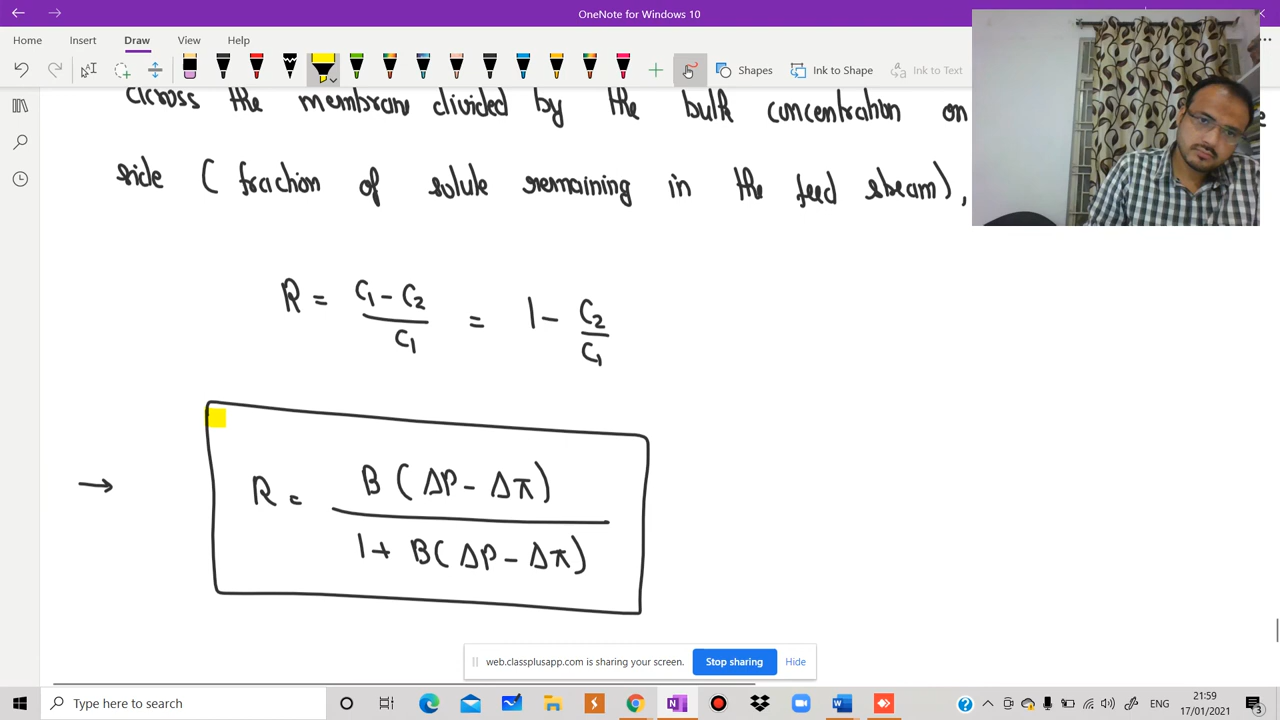 OneNote for Windows 10
Home Insert Draw View Help
Shapes Ink to Shape Ink to Text
across the membrane divided by the bulk concentration on
side ( fraction of solute remaining in the feed stream),
R = C1 - C2 / C1 = 1 - C2 / C1
→ R = B ( ΔP - Δπ ) / 1 + B( ΔP - Δπ )
web.classplusapp.com is sharing your screen. Stop sharing Hide
Type here to search
ENG
21:59
17/01/2021
3